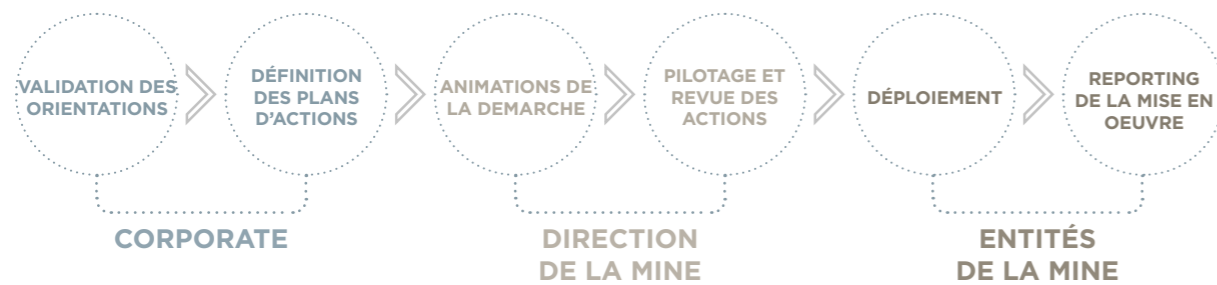 VALIDATION DES
ORIENTATIONS
DÉFINITION
DES PLANS
D’ACTIONS
ANIMATIONS DE
LA DEMARCHE
PILOTAGE ET
REVUE DES
ACTIONS
DÉPLOIEMENT
REPORTING
DE LA MISE EN
OEUVRE
CORPORATE
DIRECTION
DE LA MINE
ENTITÉS
DE LA MINE